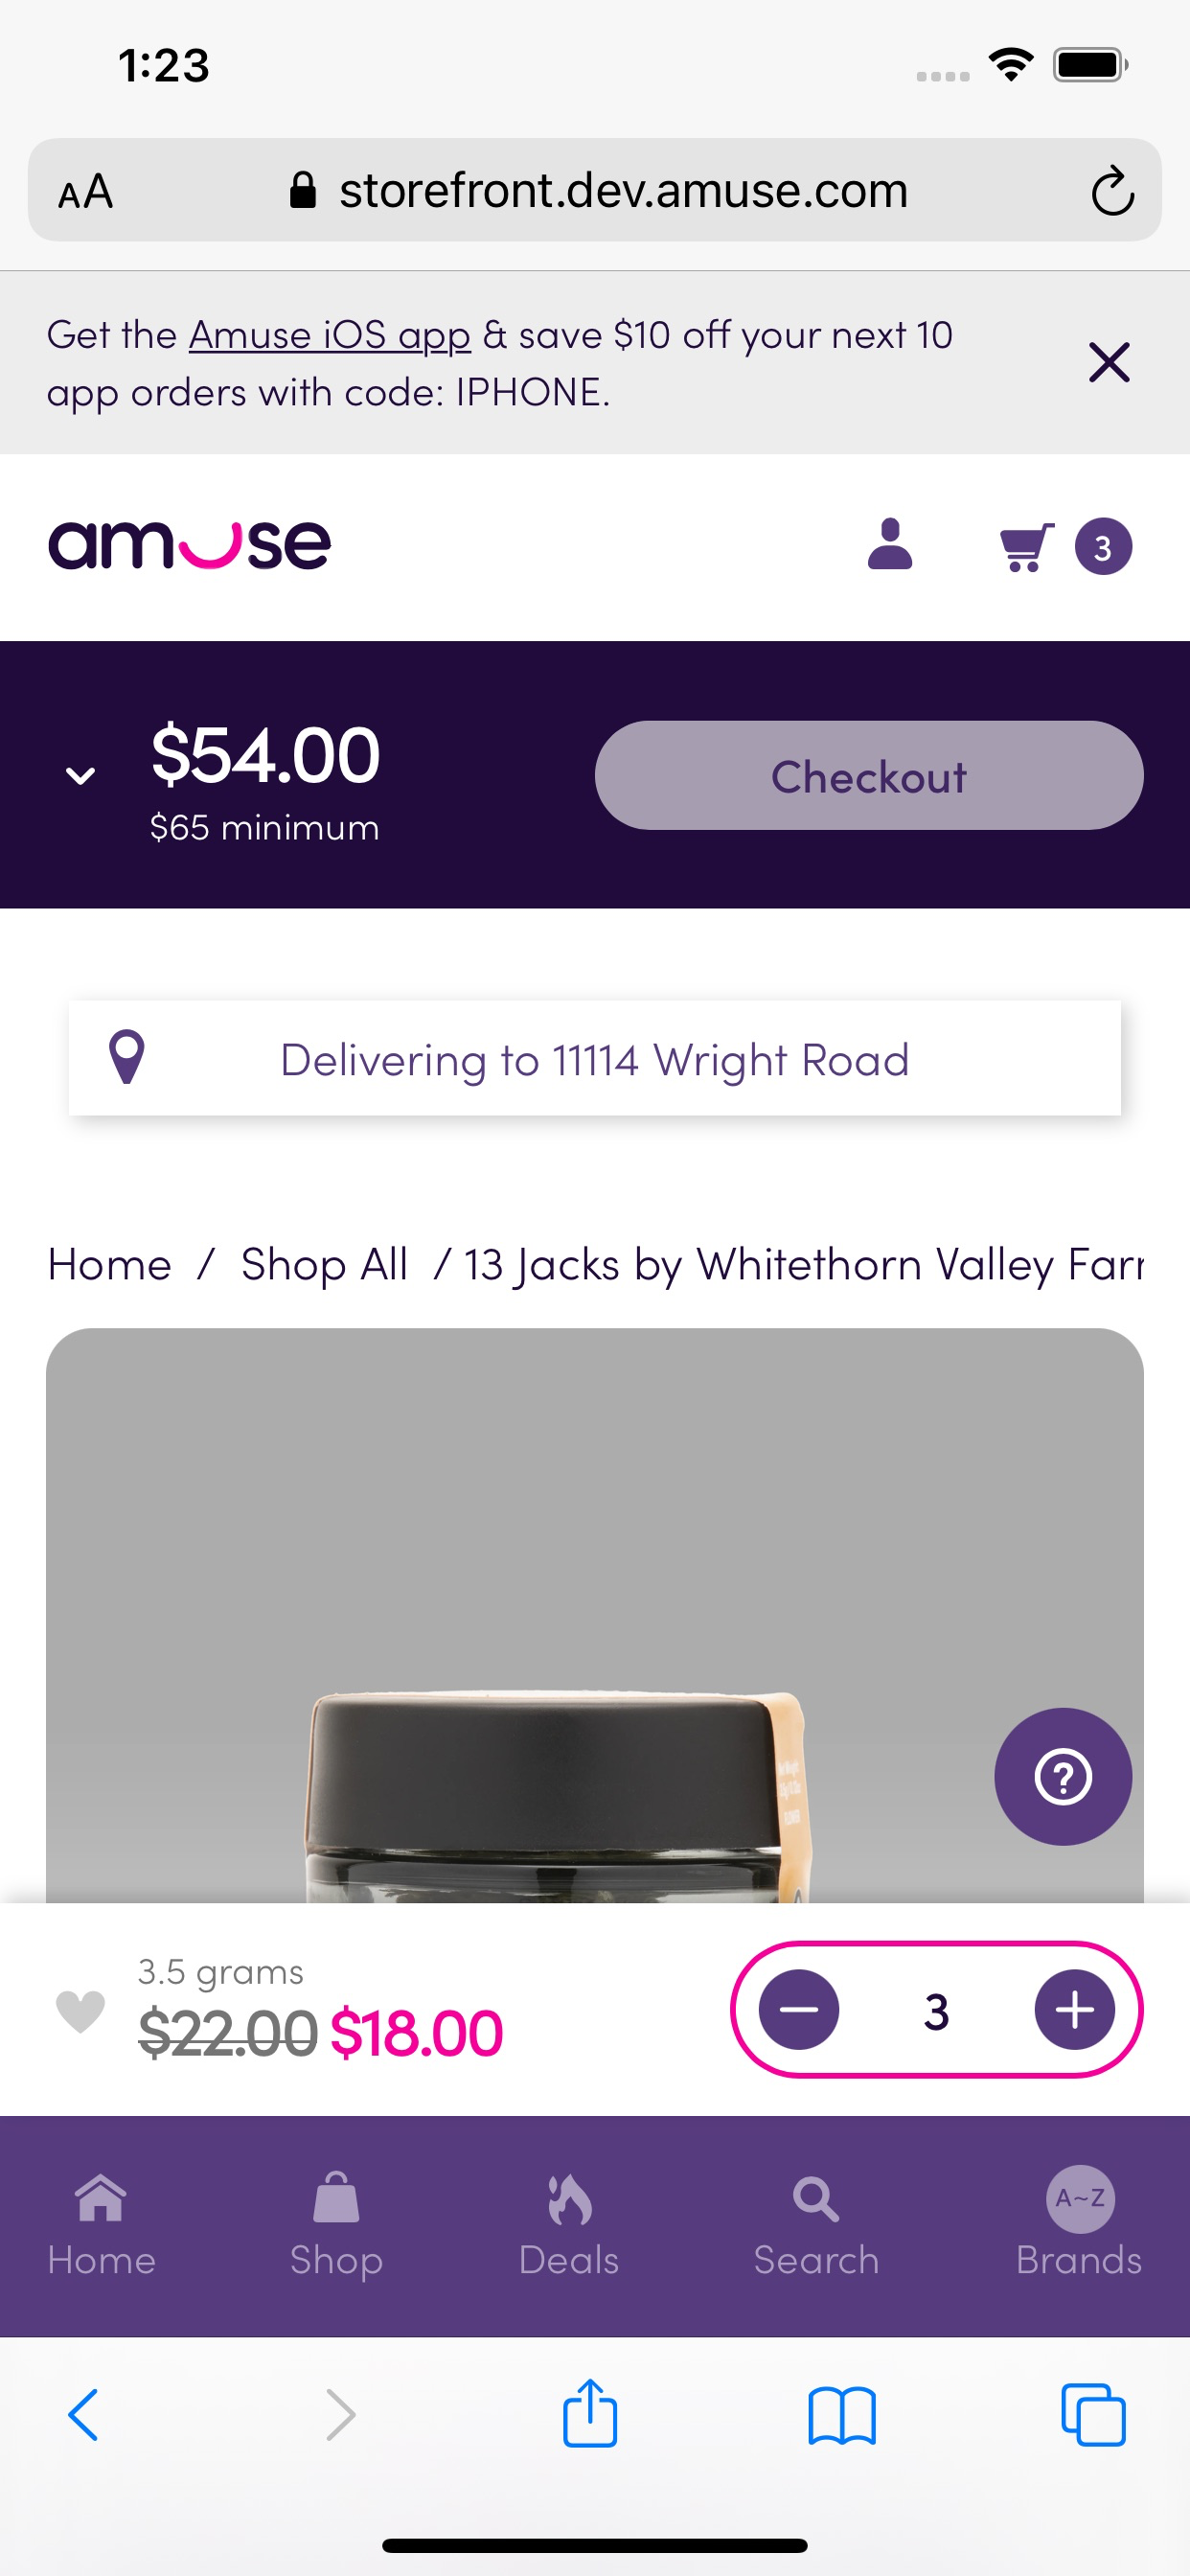 1:23
AA storefront.dev.amuse.com
Get the Amuse iOS app & save $10 off your next 10
app orders with code: IPHONE.
amuse
3
$54.00
$65 minimum
Checkout
Delivering to 11114 Wright Road
Home / Shop All / 13 Jacks by Whitethorn Valley Farr
?
3.5 grams
$22.00 $18.00
3
A~Z
Home Shop Deals Search Brands